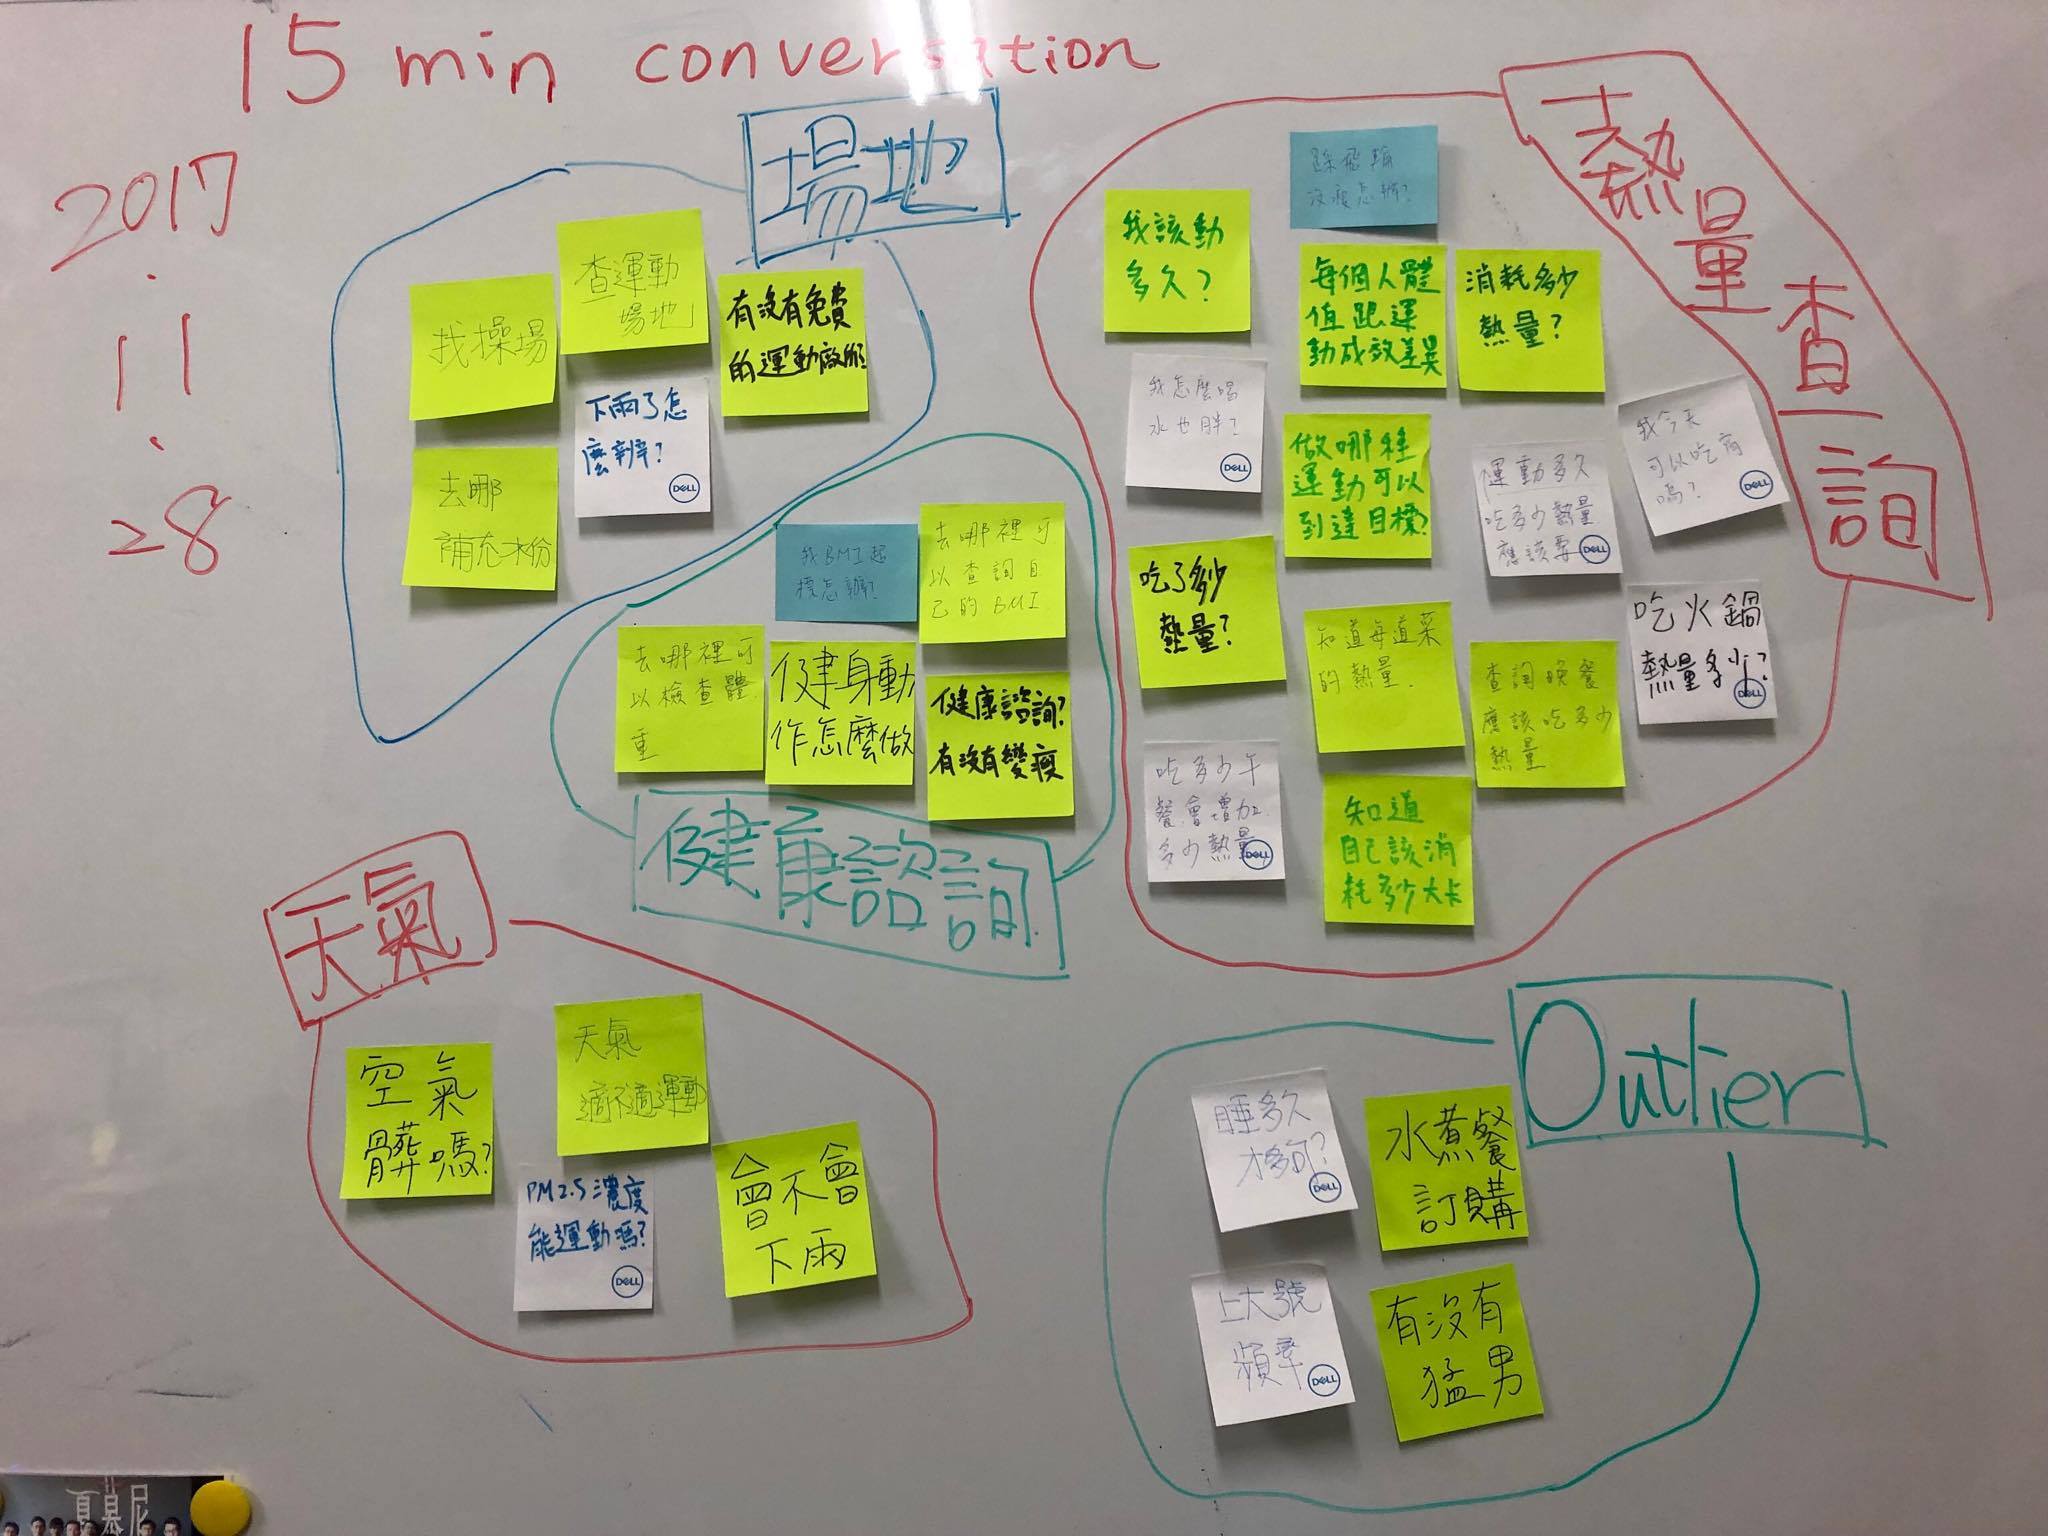 15 min conversation
2017
.
11
.
28
場地
找操場
查運動
場地
有沒有免費
的運動廠所
去哪
補充水份
下雨了怎
麼辦?
DELL
健康諮詢
我BMI超
標怎辦?
去哪裡可
以查詢自
己的BMI
去哪裡可
以檢查體
重
健身動
作怎麼做
健康諮詢?
有沒有變瘦
熱量查詢
踩飛輪
沒瘦怎辦?
我該動
多久?
每個人體
值跟運
動成效差異
消耗多少
熱量?
我怎麼喝
水也胖?
DELL
做哪種
運動可以
到達目標?
運動多久
吃多少熱量
應該要
DELL
我今天
可以吃
嗎?
DELL
吃了多少
熱量?
知道每道菜
的熱量.
查詢晚餐
應該吃多少
熱量
吃火鍋
熱量多少?
DELL
吃多少午
餐會增加
多少熱量
DELL
知道
自己該消
耗多少大卡
天氣
空氣
髒嗎?
天氣
適不適運動
PM2.5濃度
能運動嗎?
DELL
會不會
下雨
Outlier
睡多久
才夠?
DELL
水煮餐
訂購
上大號
頻率
DELL
有沒有
猛男
夏慕尼